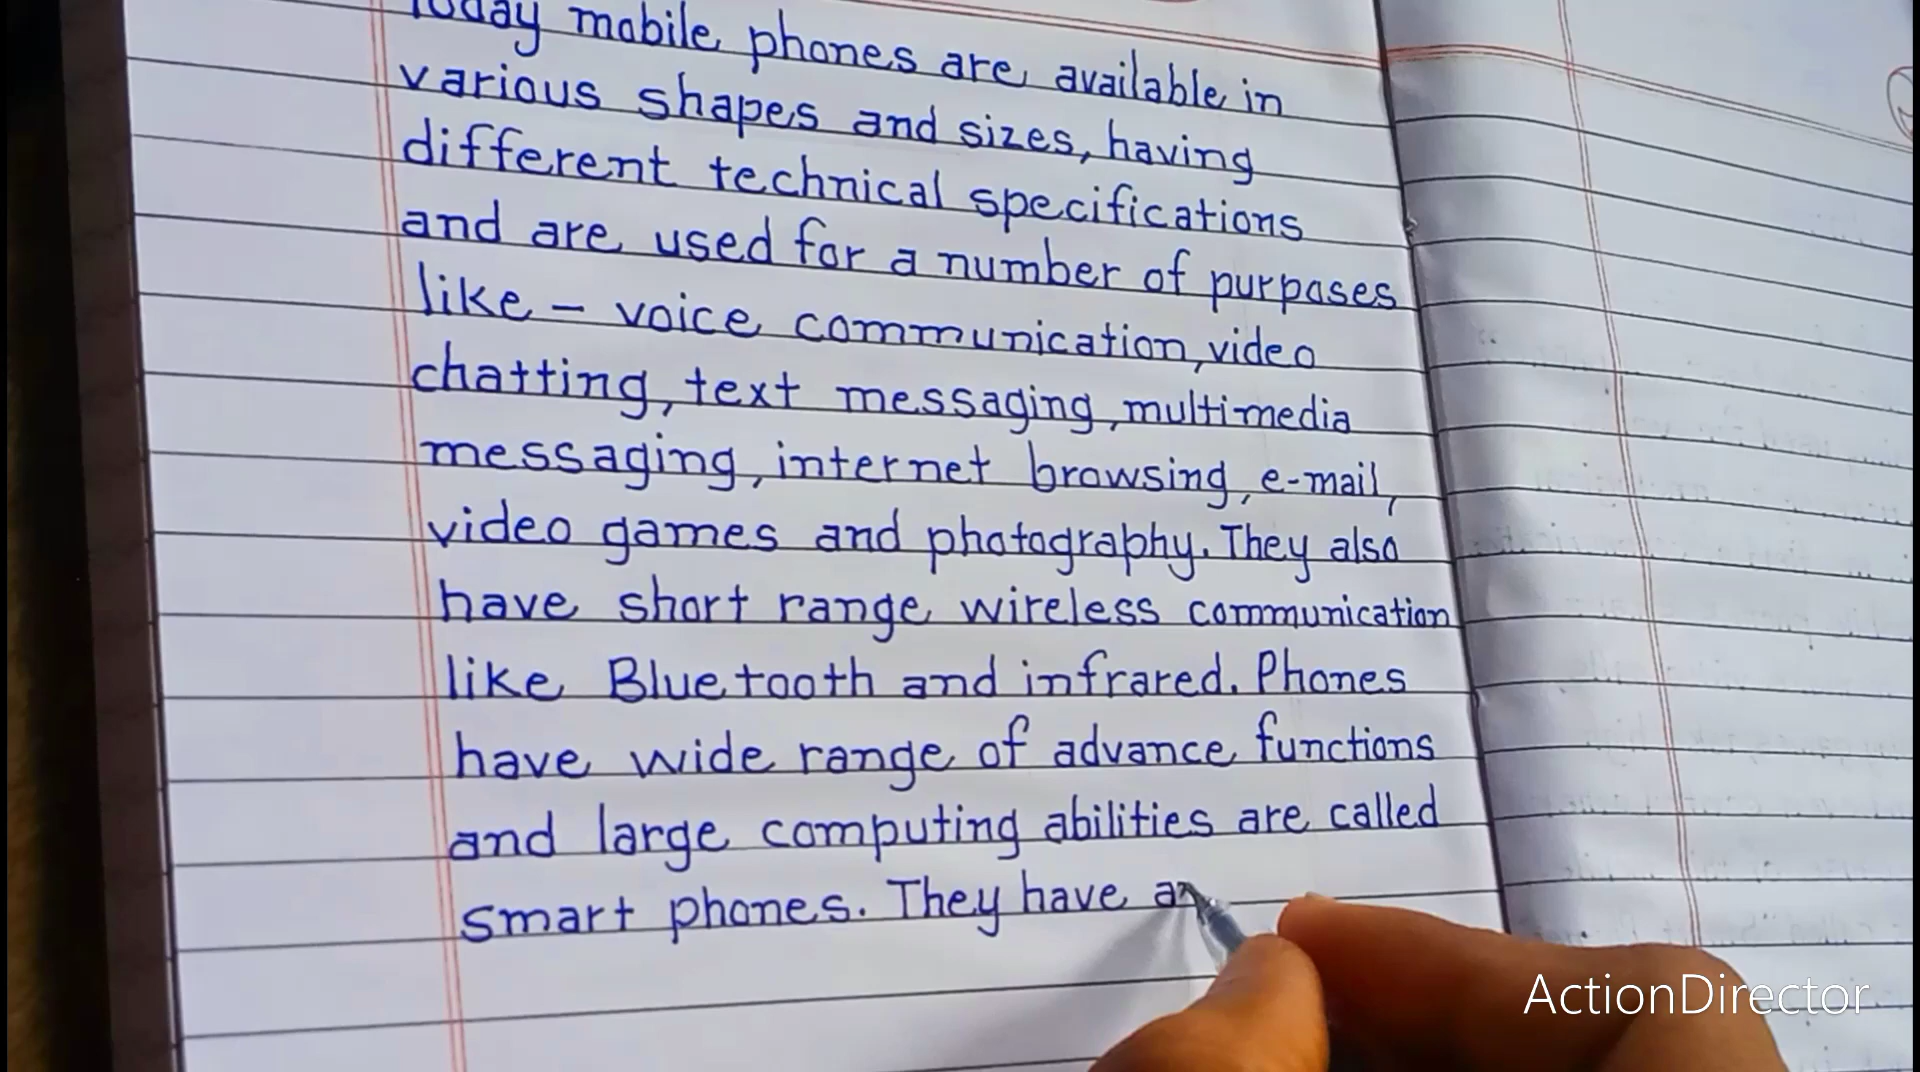 Today mobile phones are available in
various shapes and sizes, having
different technical specifications
and are used for a number of purposes
like - voice communication, video
chatting, text messaging, multimedia
messaging, internet browsing, e-mail,
video games and photography. They also
have short range wireless communication
like Bluetooth and infrared. Phones
have wide range of advance functions
and large computing abilities are called
smart phones. They have
ActionDirector